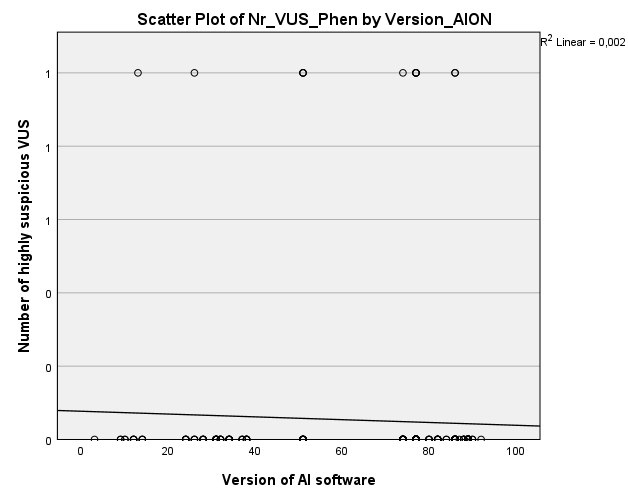 Scatter Plot of Nr_VUS_Phen by Version_AION
R² Linear = 0,002
Number of highly suspicious VUS
1
1
1
0
0
0
0 20 40 60 80 100
Version of AI software